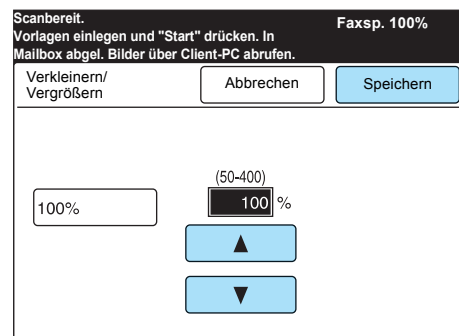 Scanbereit.
Faxsp. 100%
Vorlagen einlegen und "Start" drücken. In
Mailbox abgel. Bilder über Client-PC abrufen.
Verkleinern/
Vergrößern
Abbrechen
Speichern
(50-400)
100%
100 %